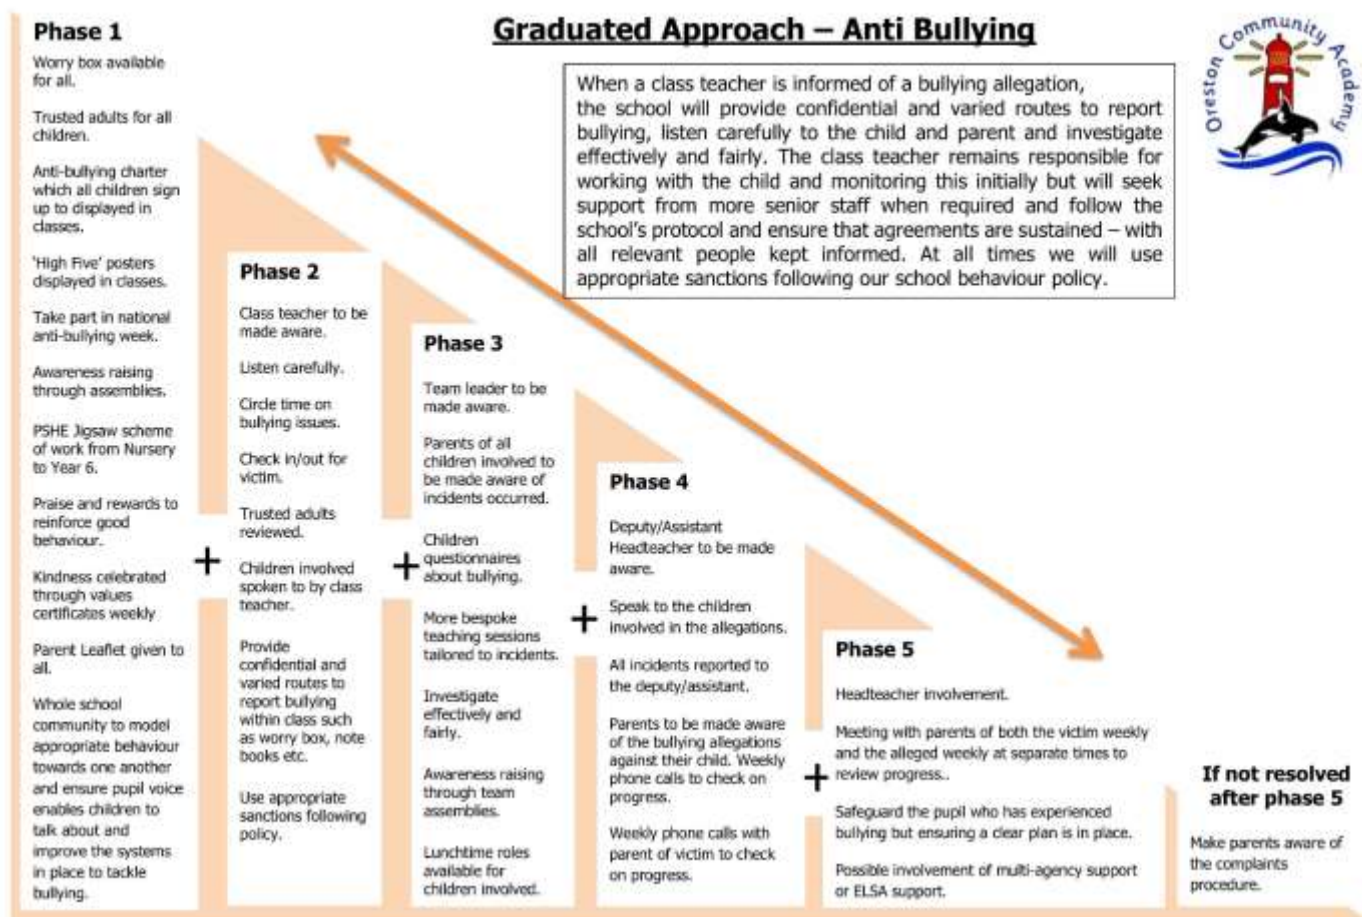 Graduated Approach – Anti Bullying
Oreston Community Academy
When a class teacher is informed of a bullying allegation,
the school will provide confidential and varied routes to report
bullying, listen carefully to the child and parent and investigate
effectively and fairly. The class teacher remains responsible for
working with the child and monitoring this initially but will seek
support from more senior staff when required and follow the
school's protocol and ensure that agreements are sustained – with
all relevant people kept informed. At all times we will use
appropriate sanctions following our school behaviour policy.
Phase 1
Worry box available
for all.
Trusted adults for all
children.
Anti-bullying charter
which all children sign
up to displayed in
classes.
'High Five' posters
displayed in classes.
Take part in national
anti-bullying week.
Awareness raising
through assemblies.
PSHE Jigsaw scheme
of work from Nursery
to Year 6.
Praise and rewards to
reinforce good
behaviour.
Kindness celebrated
through values
certificates weekly
Parent Leaflet given to
all.
Whole school
community to model
appropriate behaviour
towards one another
and ensure pupil voice
enables children to
talk about and
improve the systems
in place to tackle
bullying.
+
Phase 2
Class teacher to be
made aware.
Listen carefully.
Circle time on
bullying issues.
Check in/out for
victim.
Trusted adults
reviewed.
Children involved
spoken to by class
teacher.
Provide
confidential and
varied routes to
report bullying
within class such
as worry box, note
books etc.
Use appropriate
sanctions following
policy.
+
Phase 3
Team leader to be
made aware.
Parents of all
children involved to
be made aware of
incidents occurred.
Children
questionnaires
about bullying.
More bespoke
teaching sessions
tailored to incidents.
Investigate
effectively and
fairly.
Awareness raising
through team
assemblies.
Lunchtime roles
available for
children involved.
+
Phase 4
Deputy/Assistant
Headteacher to be made
aware.
Speak to the children
involved in the allegations.
All incidents reported to
the deputy/assistant.
Parents to be made aware
of the bullying allegations
against their child. Weekly
phone calls to check on
progress.
Weekly phone calls with
parent of victim to check
on progress.
+
Phase 5
Headteacher involvement.
Meeting with parents of both the victim weekly
and the alleged weekly at separate times to
review progress..
Safeguard the pupil who has experienced
bullying but ensuring a clear plan is in place.
Possible involvement of multi-agency support
or ELSA support.
If not resolved
after phase 5
Make parents aware of
the complaints
procedure.